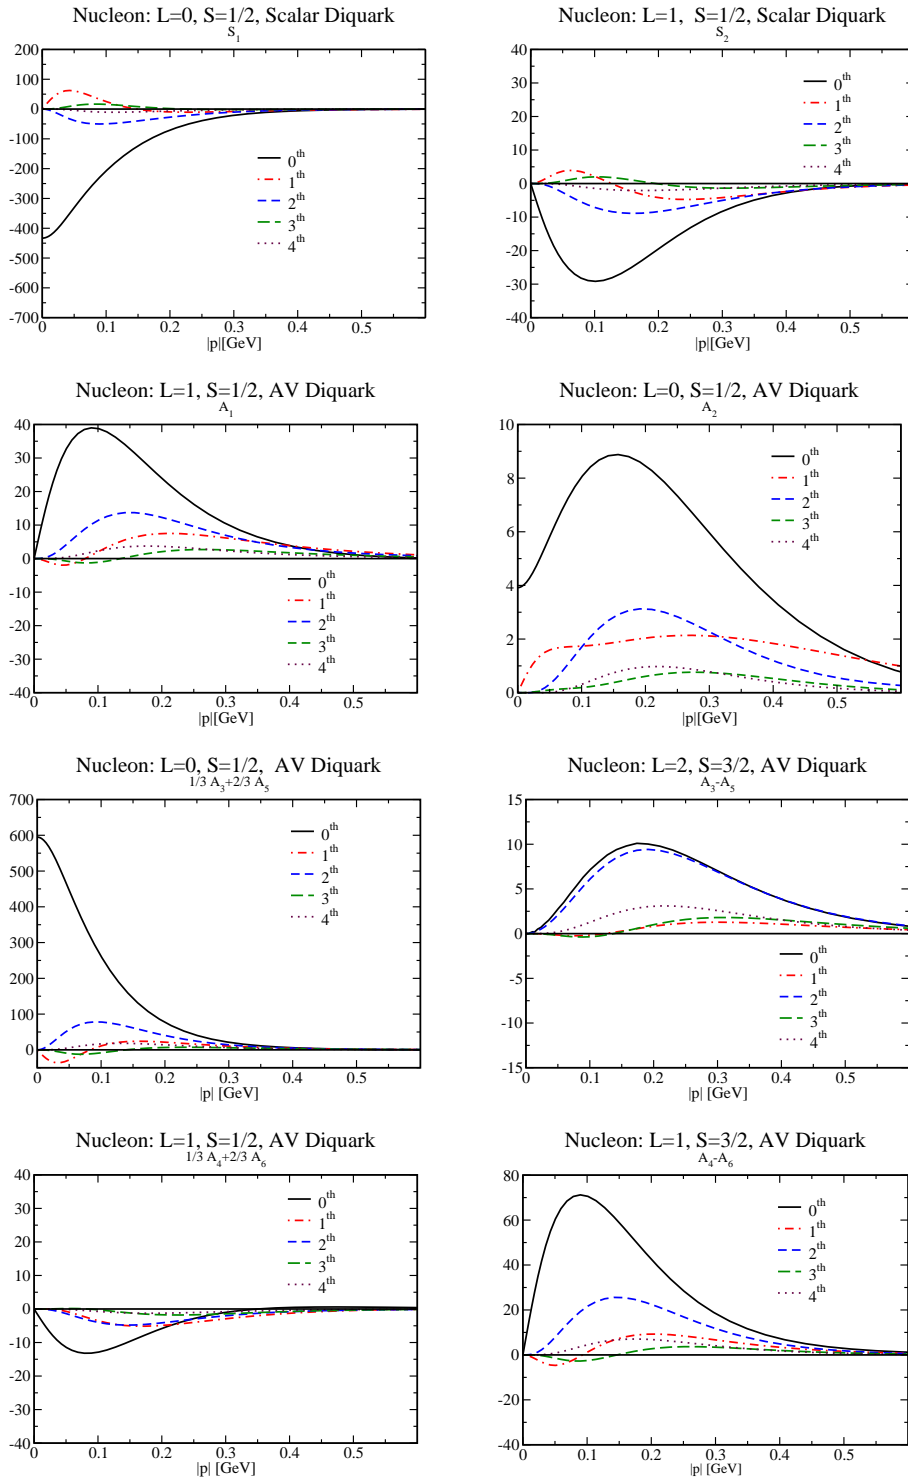 Nucleon: L=0, S=1/2, Scalar Diquark
S₁
200
100
0
-100
-200
-300
-400
-500
-600
-700
0th
1th
2th
3th
4th
0 0.1 0.2 0.3 0.4 0.5
|p|[GeV]
Nucleon: L=1, S=1/2, Scalar Diquark
S₂
40
30
20
10
0
-10
-20
-30
-40
0th
1th
2th
3th
4th
0 0.1 0.2 0.3 0.4 0.5
|p|[GeV]
Nucleon: L=1, S=1/2, AV Diquark
A₁
40
30
20
10
0
-10
-20
-30
-40
0th
1th
2th
3th
4th
0 0.1 0.2 0.3 0.4 0.5
|p|[GeV]
Nucleon: L=0, S=1/2, AV Diquark
A₂
10
8
6
4
2
0
0th
1th
2th
3th
4th
0 0.1 0.2 0.3 0.4 0.5
|p|[GeV]
Nucleon: L=0, S=1/2, AV Diquark
1/3 A₃+2/3 A₅
700
600
500
400
300
200
100
0
0th
1th
2th
3th
4th
0 0.1 0.2 0.3 0.4 0.5
|p| [GeV]
Nucleon: L=2, S=3/2, AV Diquark
A₃-A₅
15
10
5
0
-5
-10
-15
0th
1th
2th
3th
4th
0 0.1 0.2 0.3 0.4 0.5
|p| [GeV]
Nucleon: L=1, S=1/2, AV Diquark
1/3 A₄+2/3 A₆
40
30
20
10
0
-10
-20
-30
-40
0th
1th
2th
3th
4th
0 0.1 0.2 0.3 0.4 0.5
|p| [GeV]
Nucleon: L=1, S=3/2, AV Diquark
A₄-A₆
80
60
40
20
0
-20
-40
0th
1th
2th
3th
4th
0 0.1 0.2 0.3 0.4 0.5
|p| [GeV]